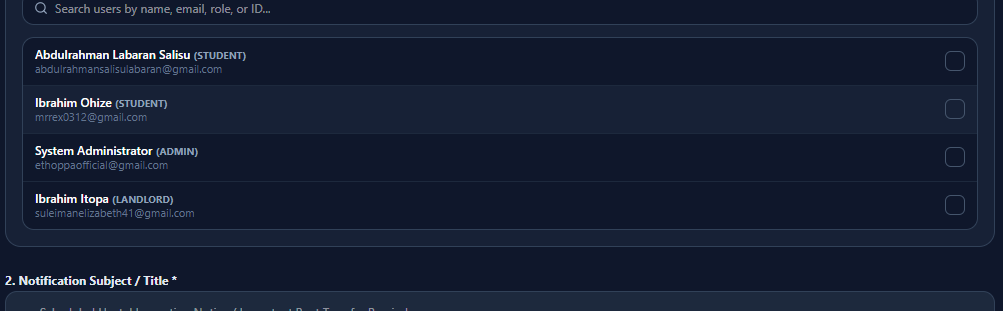 Search users by name, email, role, or ID...
Abdulrahman Labaran Salisu (STUDENT)
abdulrahmansalisulabaran@gmail.com
Ibrahim Ohize (STUDENT)
mrrex0312@gmail.com
System Administrator (ADMIN)
ethoppaofficial@gmail.com
Ibrahim Itopa (LANDLORD)
suleimanelizabeth41@gmail.com
2. Notification Subject / Title *